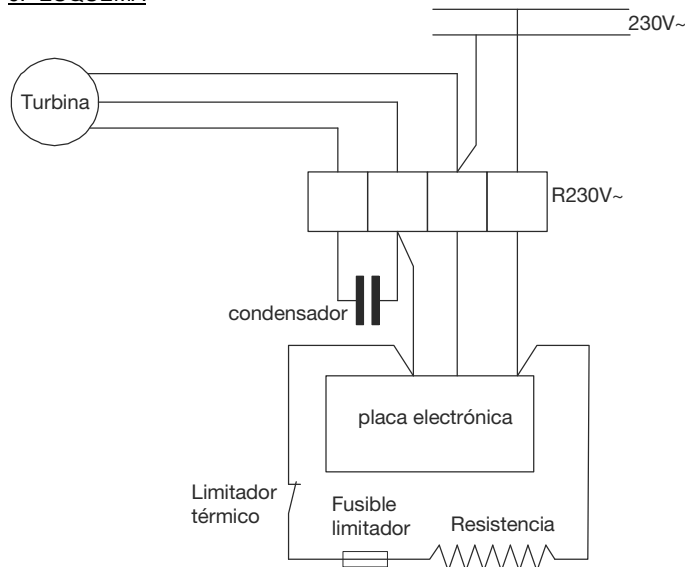 230V~
Turbina
R230V~
condensador
placa electrónica
Limitador
térmico
Fusible
limitador
Resistencia